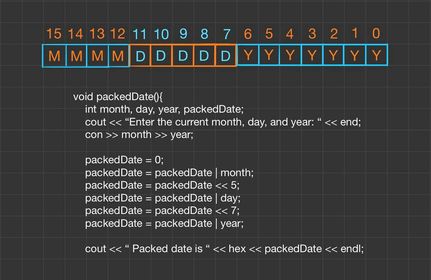 15 14 13 12 11 10 9 8 7 6 5 4 3 2 1 0
M M M M D D D D D Y Y Y Y Y Y Y
void packedDate(){
int month, day, year, packedDate;
cout << “Enter the current month, day, and year: “ << end;
con >> month >> year;
packedDate = 0;
packedDate = packedDate | month;
packedDate = packedDate << 5;
packedDate = packedDate | day;
packedDate = packedDate << 7;
packedDate = packedDate | year;
cout << “ Packed date is “ << hex << packedDate << endl;